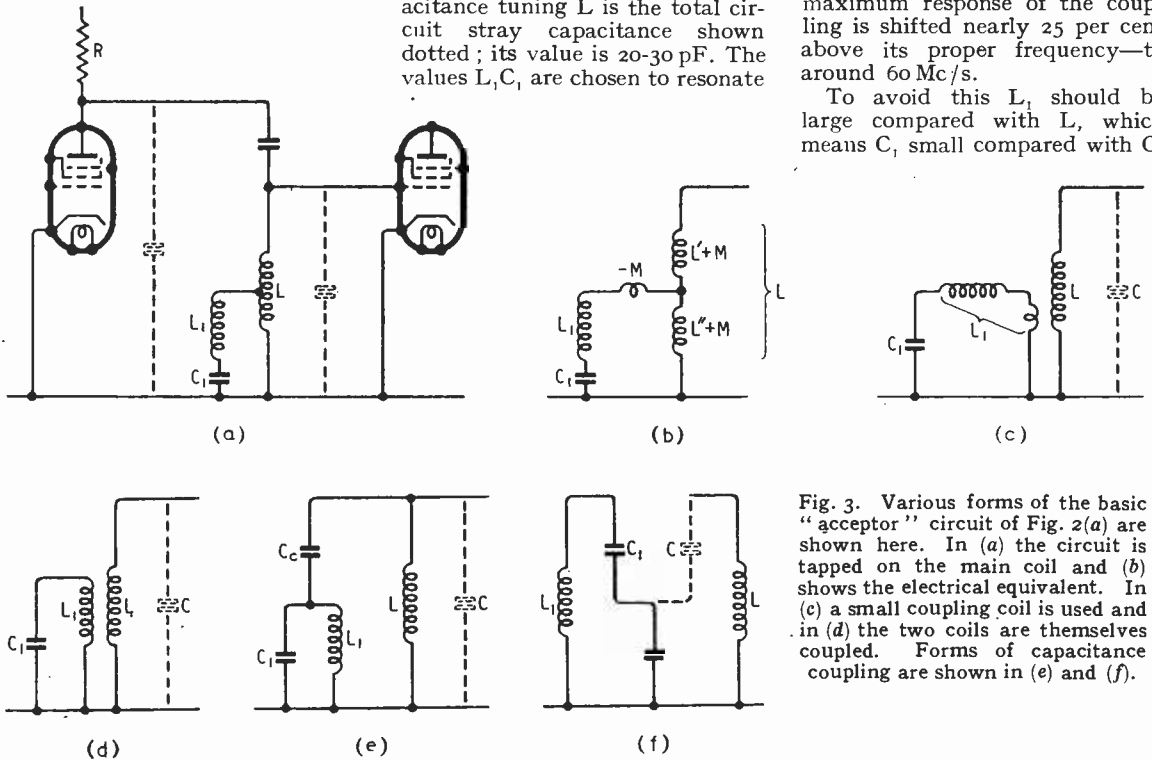 acitance tuning L is the total cir-
cuit stray capacitance shown
dotted ; its value is 20-30 pF. The
values L₁C₁ are chosen to resonate
maximum response of the coup
ling is shifted nearly 25 per cen
above its proper frequency—t
around 60 Mc/s.
To avoid this L₁ should b
large compared with L, whic
means C₁ small compared with C
R
L
L₁
C₁
(a)
-M
L'+M
L
L₁
L"+M
C₁
(b)
L₁
C₁
L
C
(c)
C₁
L₁
L
C
(d)
Cc
C₁
L₁
L
C
(e)
L₁
C₁
C
L
(f)
Fig. 3. Various forms of the basic
“ acceptor ” circuit of Fig. 2(a) are
shown here. In (a) the circuit is
tapped on the main coil and (b)
shows the electrical equivalent. In
(c) a small coupling coil is used and
in (d) the two coils are themselves
coupled. Forms of capacitance
coupling are shown in (e) and (f).